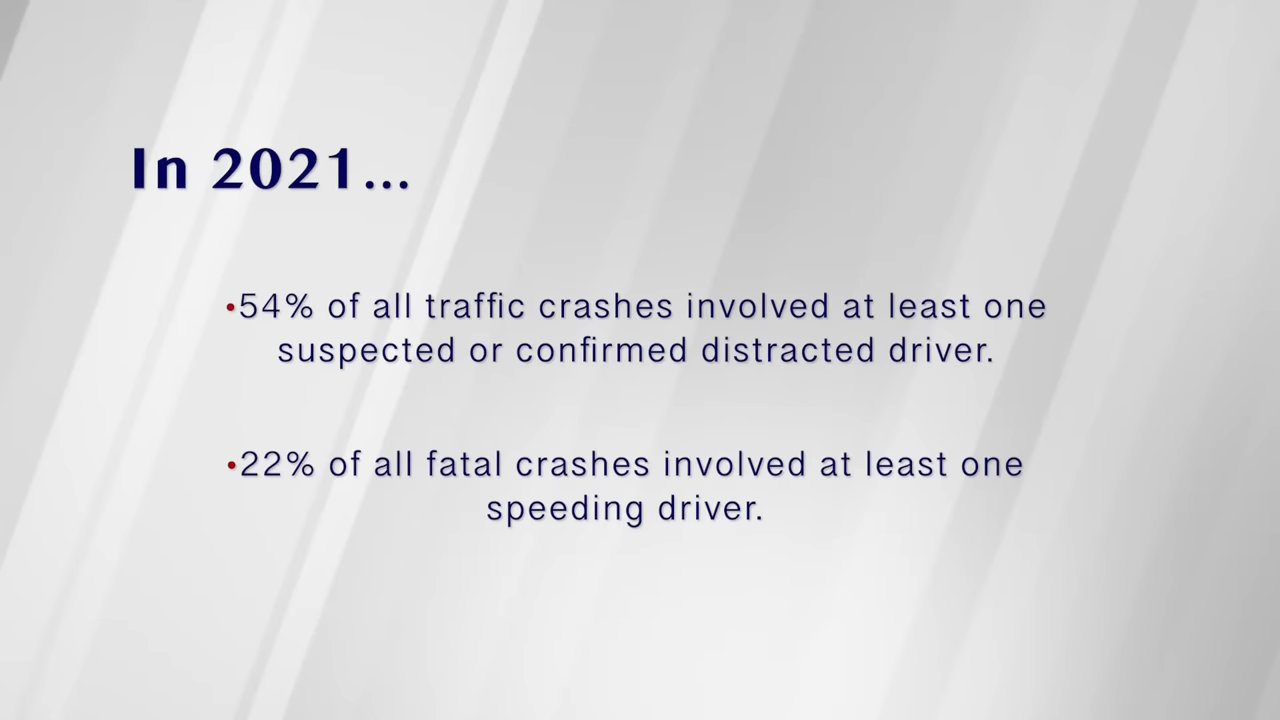 In 2021...
•54% of all traffic crashes involved at least one
suspected or confirmed distracted driver.
•22% of all fatal crashes involved at least one
speeding driver.